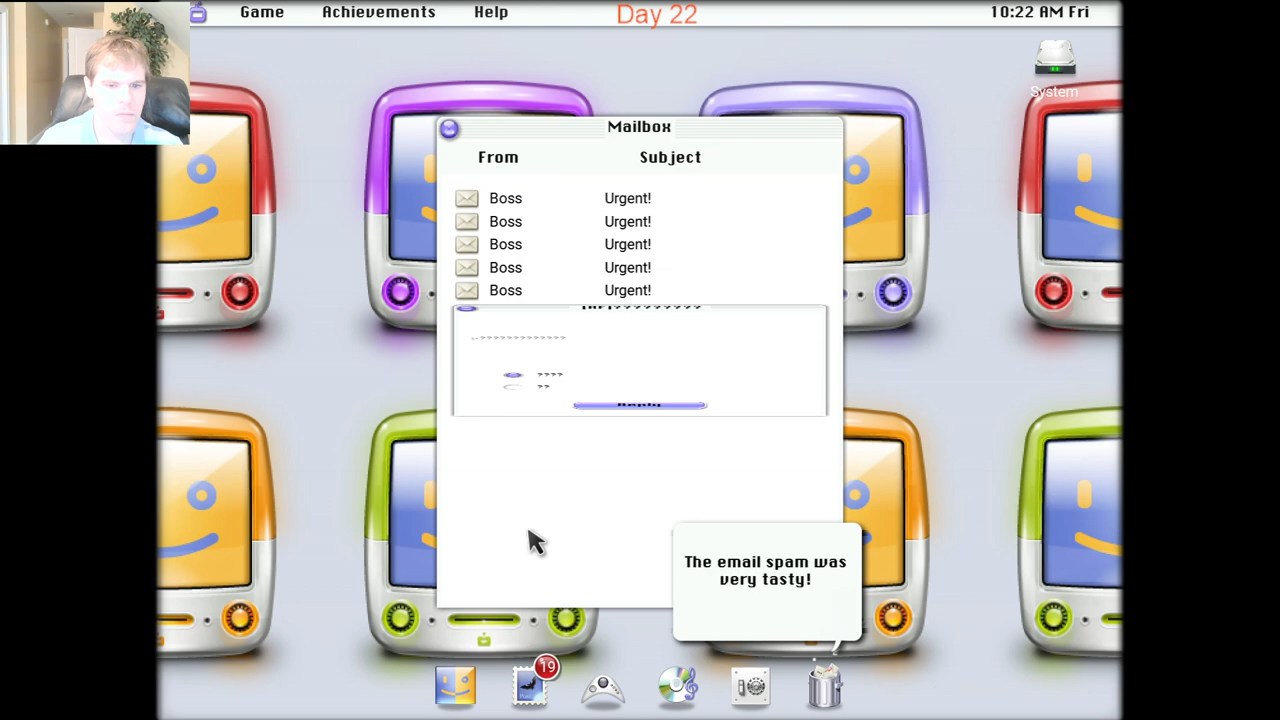 Game Achievements Help Day 22 10:22 AM Fri
System
Mailbox
From Subject
Boss Urgent!
Boss Urgent!
Boss Urgent!
Boss Urgent!
Boss Urgent!
????
??
Reply
The email spam was
very tasty!
19